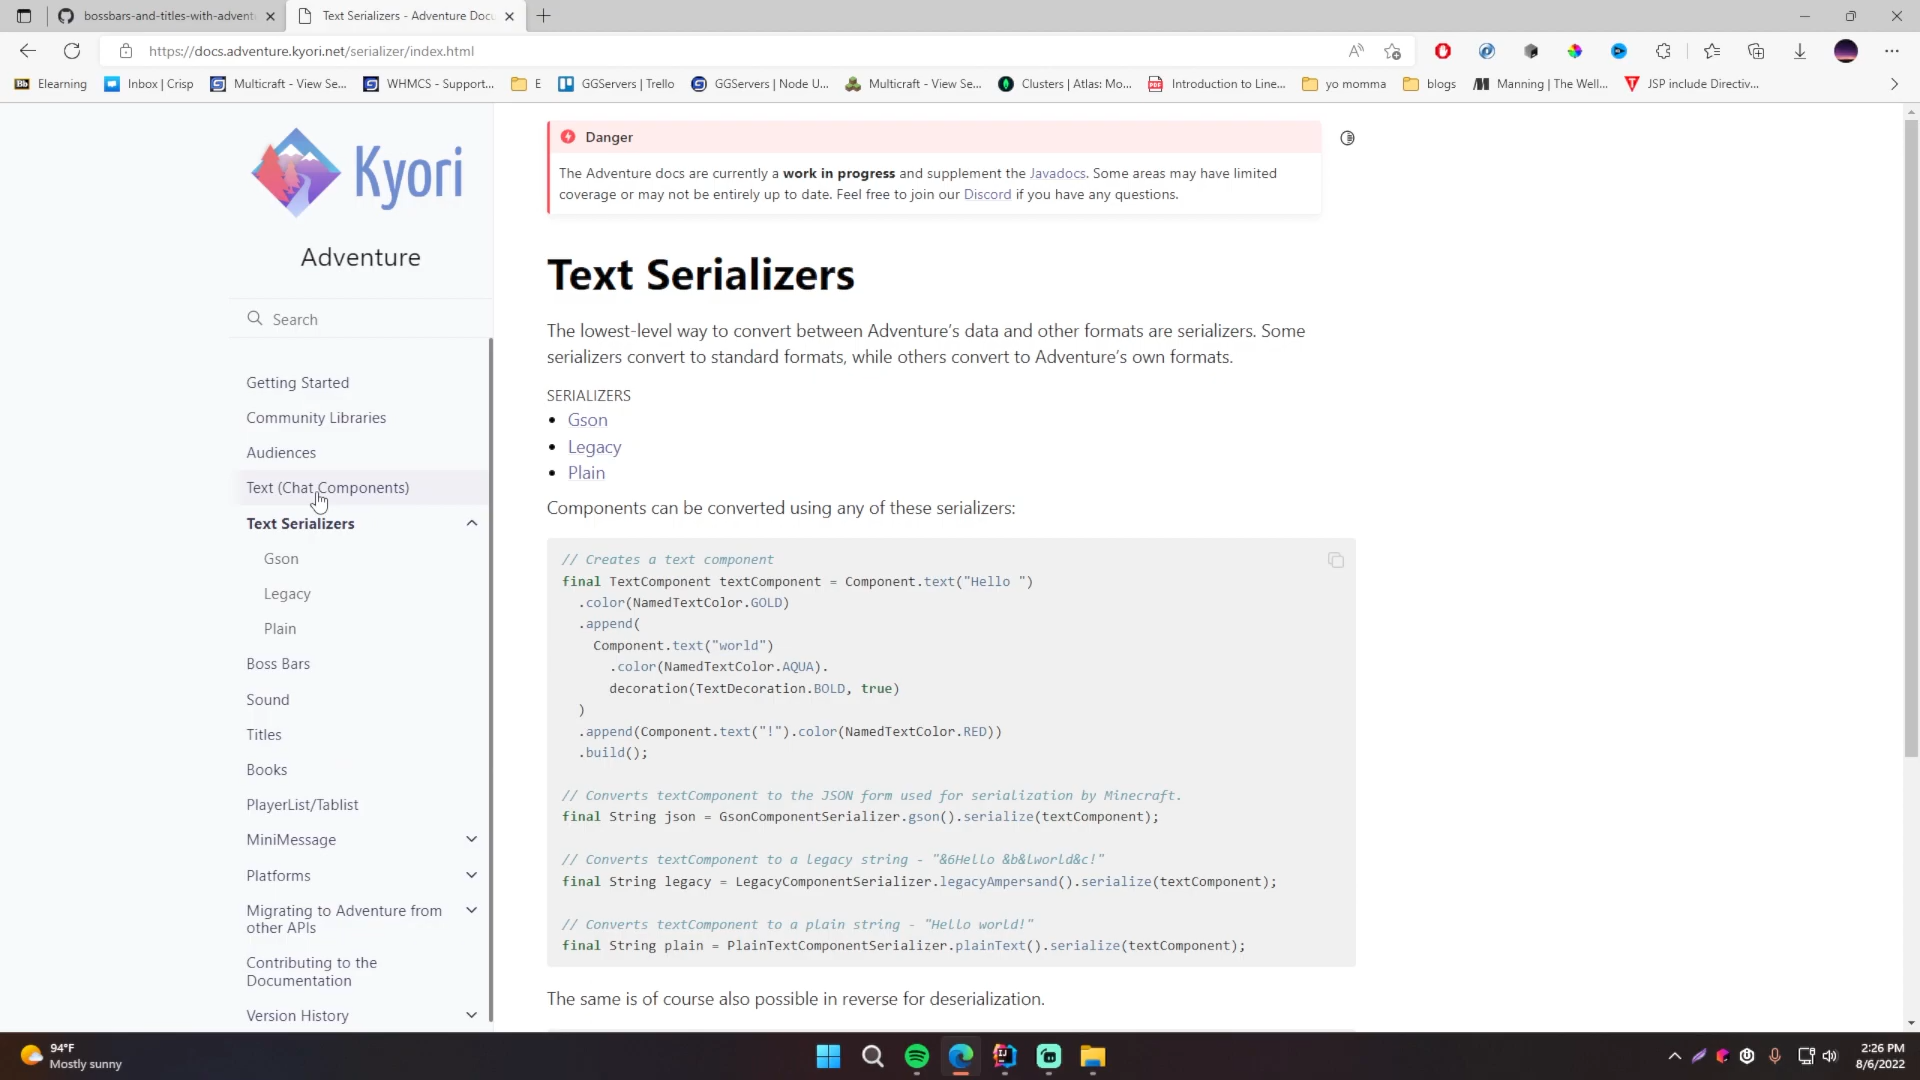 bossbars-and-titles-with-advent
Text Serializers - Adventure Docu
https://docs.adventure.kyori.net/serializer/index.html
Bb Elearning
Inbox | Crisp
Multicraft - View Se...
WHMCS - Support...
E
GGServers | Trello
GGServers | Node U...
Multicraft - View Se...
Clusters | Atlas: Mo...
Introduction to Line...
yo momma
blogs
Manning | The Well...
JSP include Directiv...
Kyori
Adventure
Search
Getting Started
Community Libraries
Audiences
Text (Chat Components)
Text Serializers
Gson
Legacy
Plain
Boss Bars
Sound
Titles
Books
PlayerList/Tablist
MiniMessage
Platforms
Migrating to Adventure from
other APIs
Contributing to the
Documentation
Version History
Danger
The Adventure docs are currently a work in progress and supplement the Javadocs. Some areas may have limited
coverage or may not be entirely up to date. Feel free to join our Discord if you have any questions.
Text Serializers
The lowest-level way to convert between Adventure’s data and other formats are serializers. Some
serializers convert to standard formats, while others convert to Adventure’s own formats.
SERIALIZERS
• Gson
• Legacy
• Plain
Components can be converted using any of these serializers:
// Creates a text component
final TextComponent textComponent = Component.text("Hello ")
.color(NamedTextColor.GOLD)
.append(
Component.text("world")
.color(NamedTextColor.AQUA).
decoration(TextDecoration.BOLD, true)
)
.append(Component.text("!").color(NamedTextColor.RED))
.build();
// Converts textComponent to the JSON form used for serialization by Minecraft.
final String json = GsonComponentSerializer.gson().serialize(textComponent);
// Converts textComponent to a legacy string - "&6Hello &b&lworld&c!"
final String legacy = LegacyComponentSerializer.legacyAmpersand().serialize(textComponent);
// Converts textComponent to a plain string - "Hello world!"
final String plain = PlainTextComponentSerializer.plainText().serialize(textComponent);
The same is of course also possible in reverse for deserialization.
94°F
Mostly sunny
2:26 PM
8/6/2022